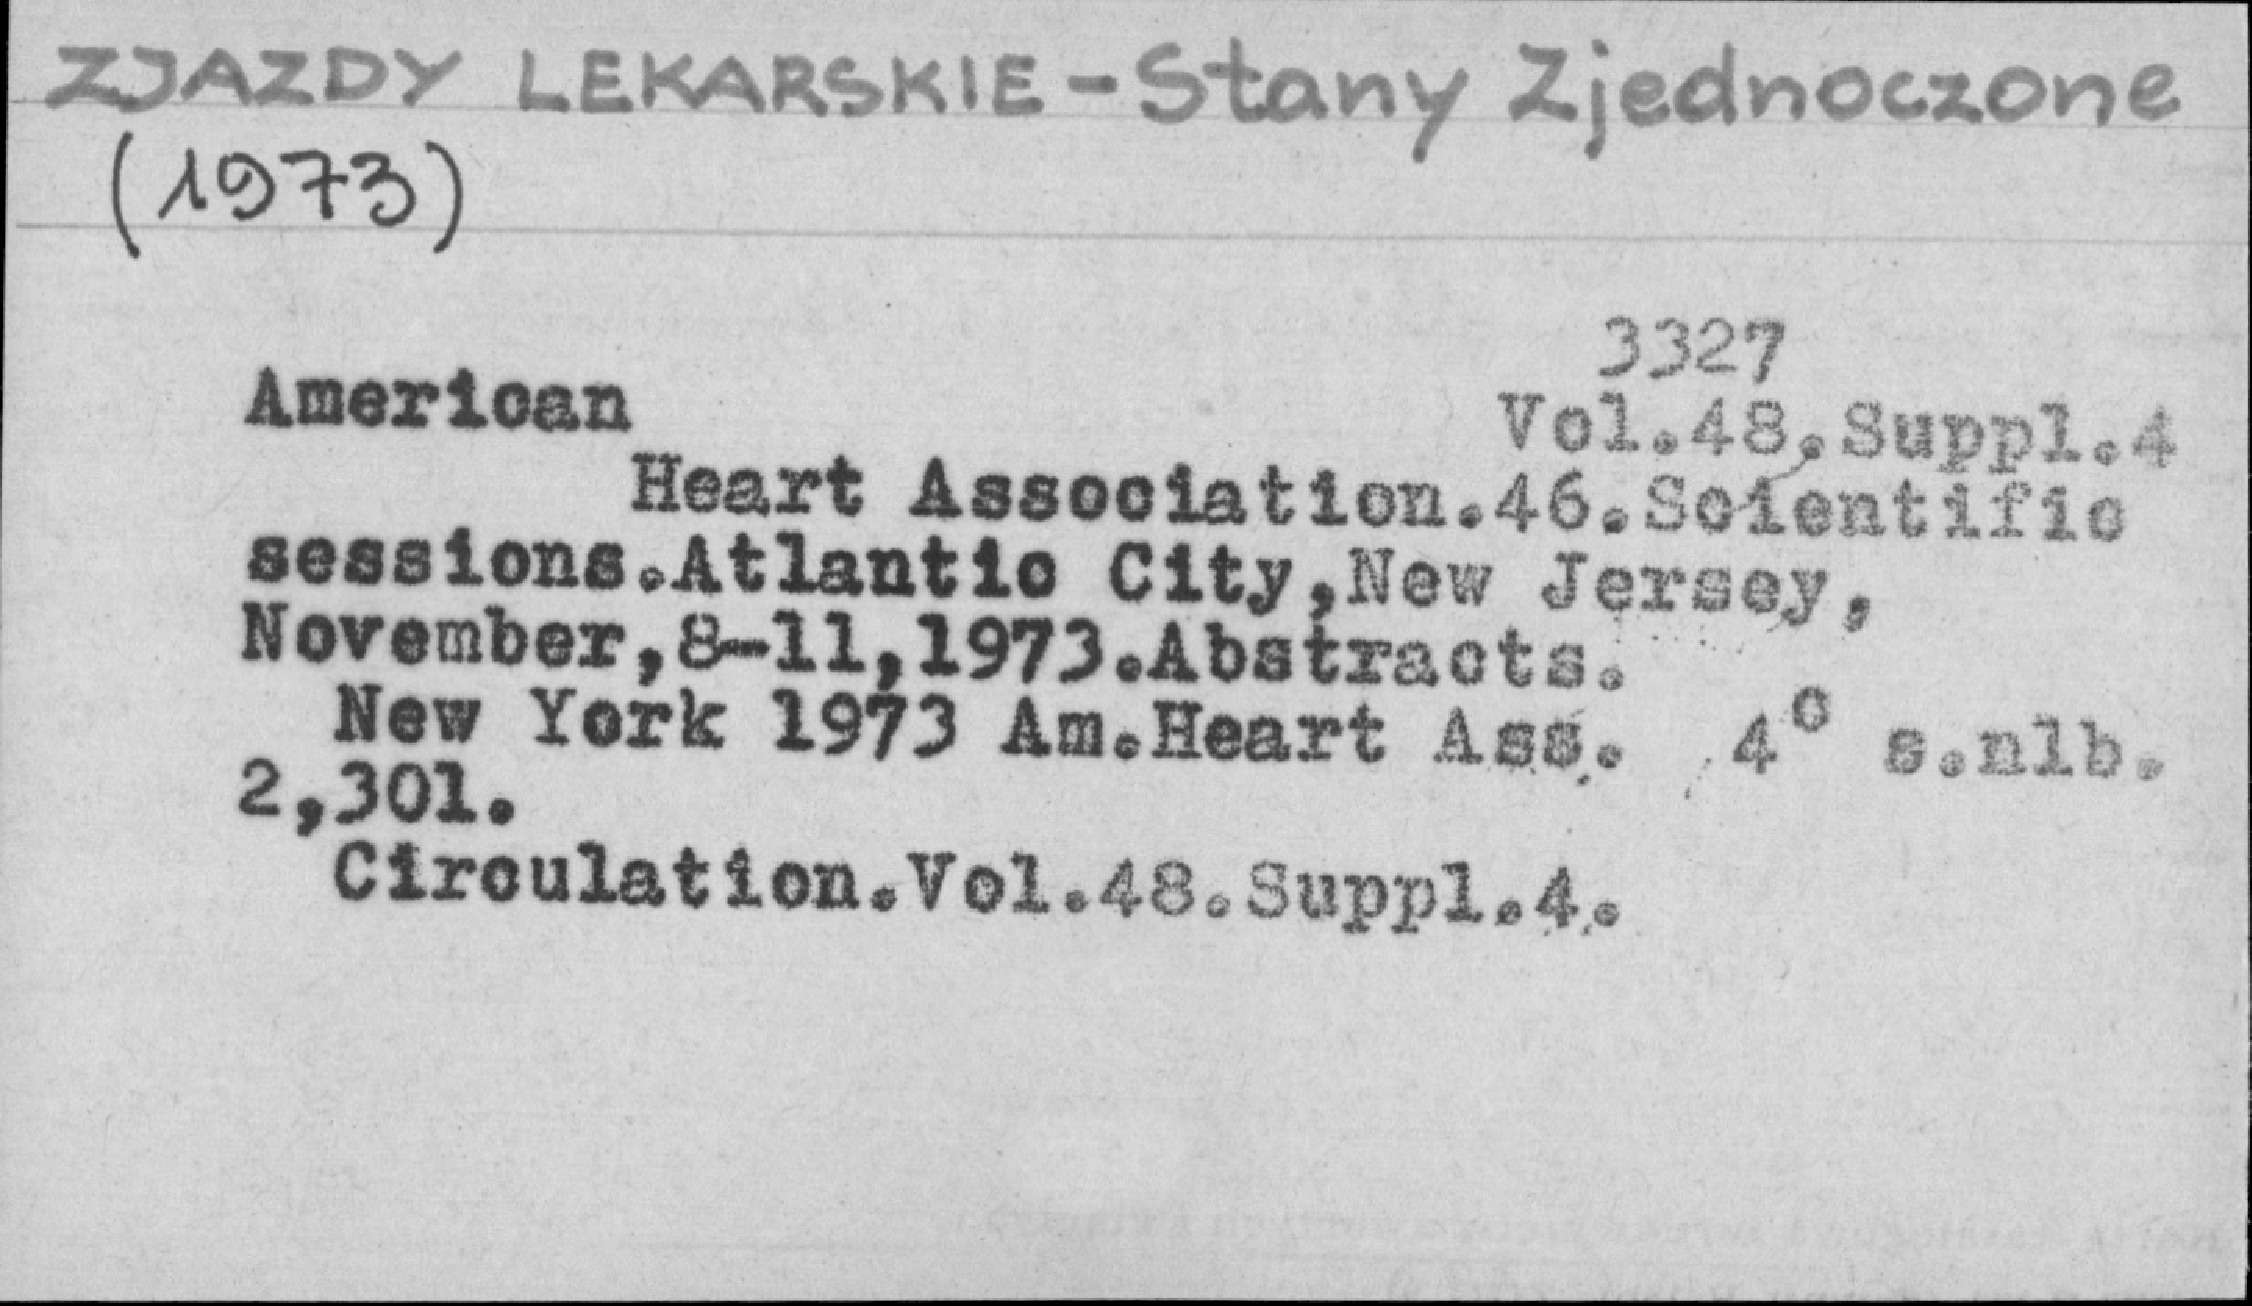 ZJAZDY LEKARSKIE - Stany Zjednoczone
(1973)
3327
American Vol.48.Suppl.4
Heart Association.46.Scientific
sessions.Atlantic City,New Jersey,
November,8-11,1973.Abstracts.
New York 1973 Am.Heart Ass. 4° s.nlb.
2,301.
Circulation.Vol.48.Suppl.4.